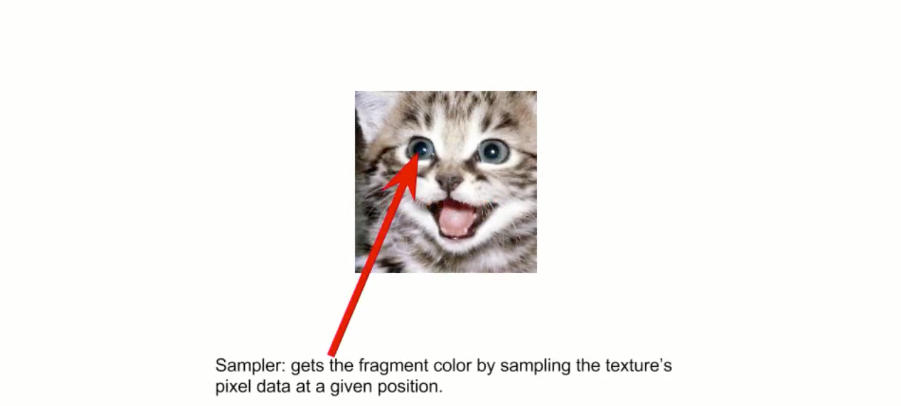 Sampler: gets the fragment color by sampling the texture's
pixel data at a given position.